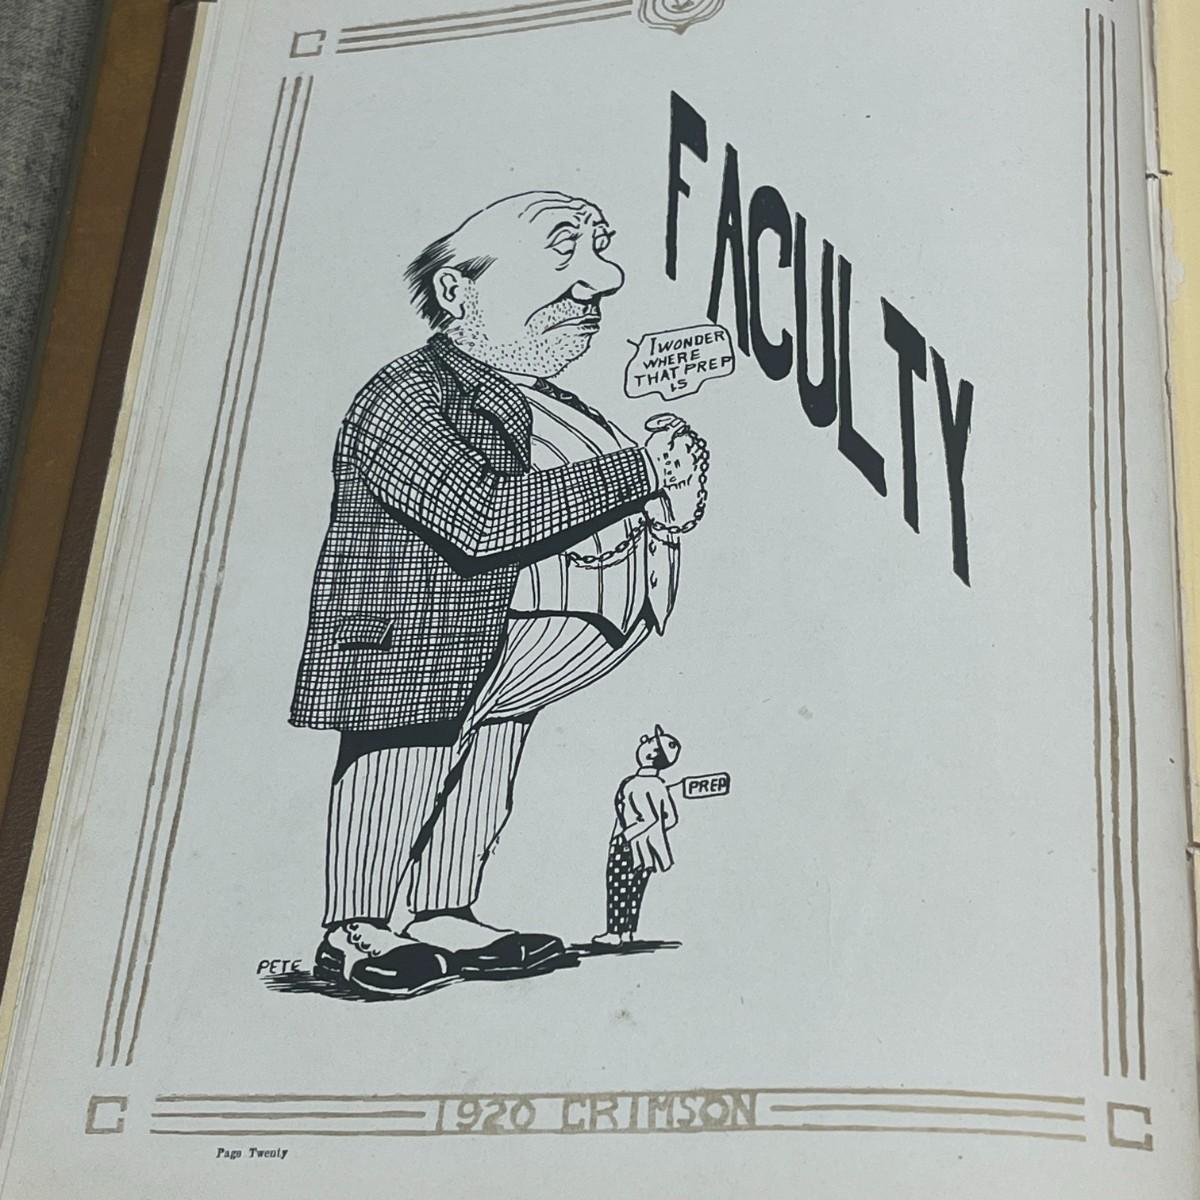 FACULTY
I WONDER
WHERE
THAT PREP
IS
PREP
PETE
1920 CRIMSON
Page Twenty